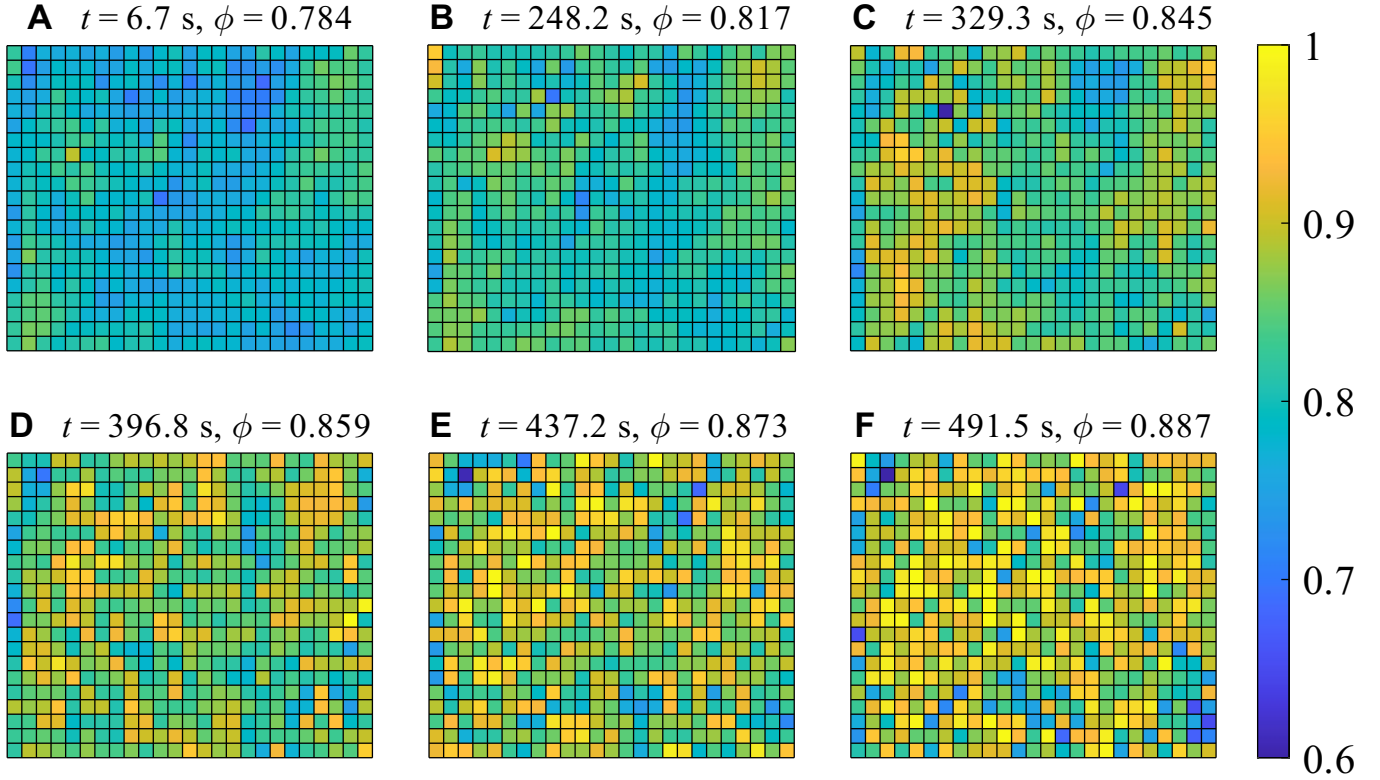 A t = 6.7 s, ϕ = 0.784
B t = 248.2 s, ϕ = 0.817
C t = 329.3 s, ϕ = 0.845
1
0.9
0.8
0.7
0.6
D t = 396.8 s, ϕ = 0.859
E t = 437.2 s, ϕ = 0.873
F t = 491.5 s, ϕ = 0.887